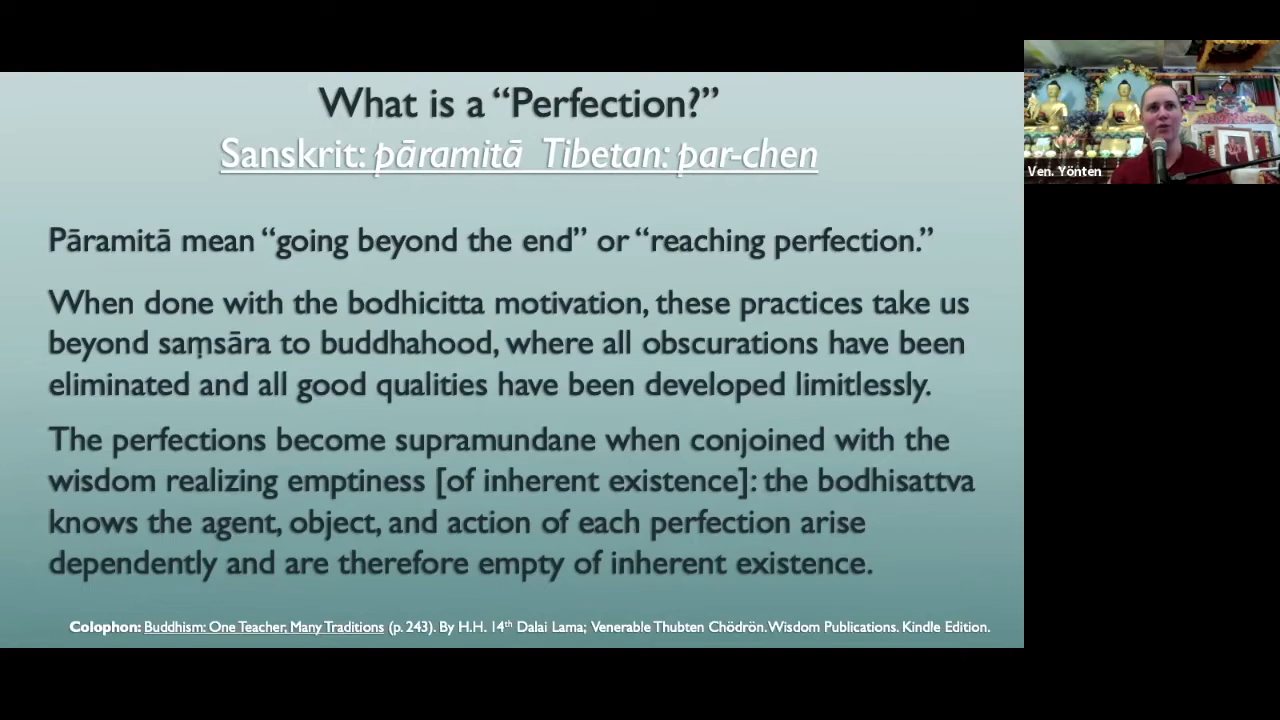 What is a “Perfection?”
Sanskrit: pāramitā Tibetan: par-chen
Pāramitā mean “going beyond the end” or “reaching perfection.”
When done with the bodhicitta motivation, these practices take us
beyond saṃsāra to buddhahood, where all obscurations have been
eliminated and all good qualities have been developed limitlessly.
The perfections become supramundane when conjoined with the
wisdom realizing emptiness [of inherent existence]: the bodhisattva
knows the agent, object, and action of each perfection arise
dependently and are therefore empty of inherent existence.
Colophon: Buddhism: One Teacher, Many Traditions (p. 243). By H.H. 14th Dalai Lama; Venerable Thubten Chödrön. Wisdom Publications. Kindle Edition.
Ven. Yönten